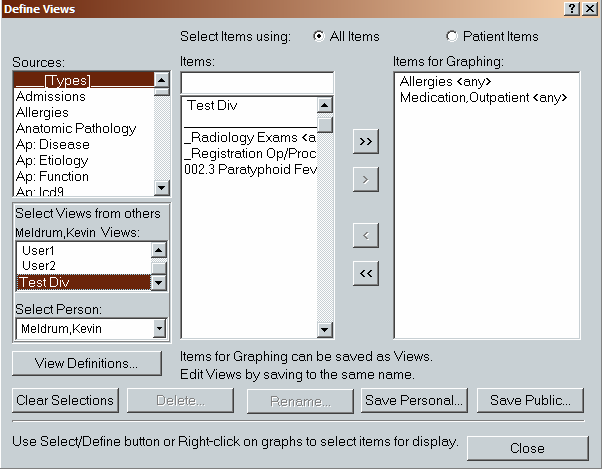 Define Views
Select Items using: All Items Patient Items
Sources: Items: Items for Graphing:
[Types]
Admissions
Allergies
Anatomic Pathology
Ap: Disease
Ap: Etiology
Ap: Function
Ap: Icd9
Test Div
_Radiology Exams <a
_Registration Op/Proc
002.3 Paratyphoid Fev
>>
>
<
<<
Allergies <any>
Medication,Outpatient <any>
Select Views from others
Meldrum,Kevin Views:
User1
User2
Test Div
Select Person:
Meldrum,Kevin
View Definitions...
Items for Graphing can be saved as Views.
Edit Views by saving to the same name.
Clear Selections Delete... Rename... Save Personal... Save Public...
Use Select/Define button or Right-click on graphs to select items for display.
Close